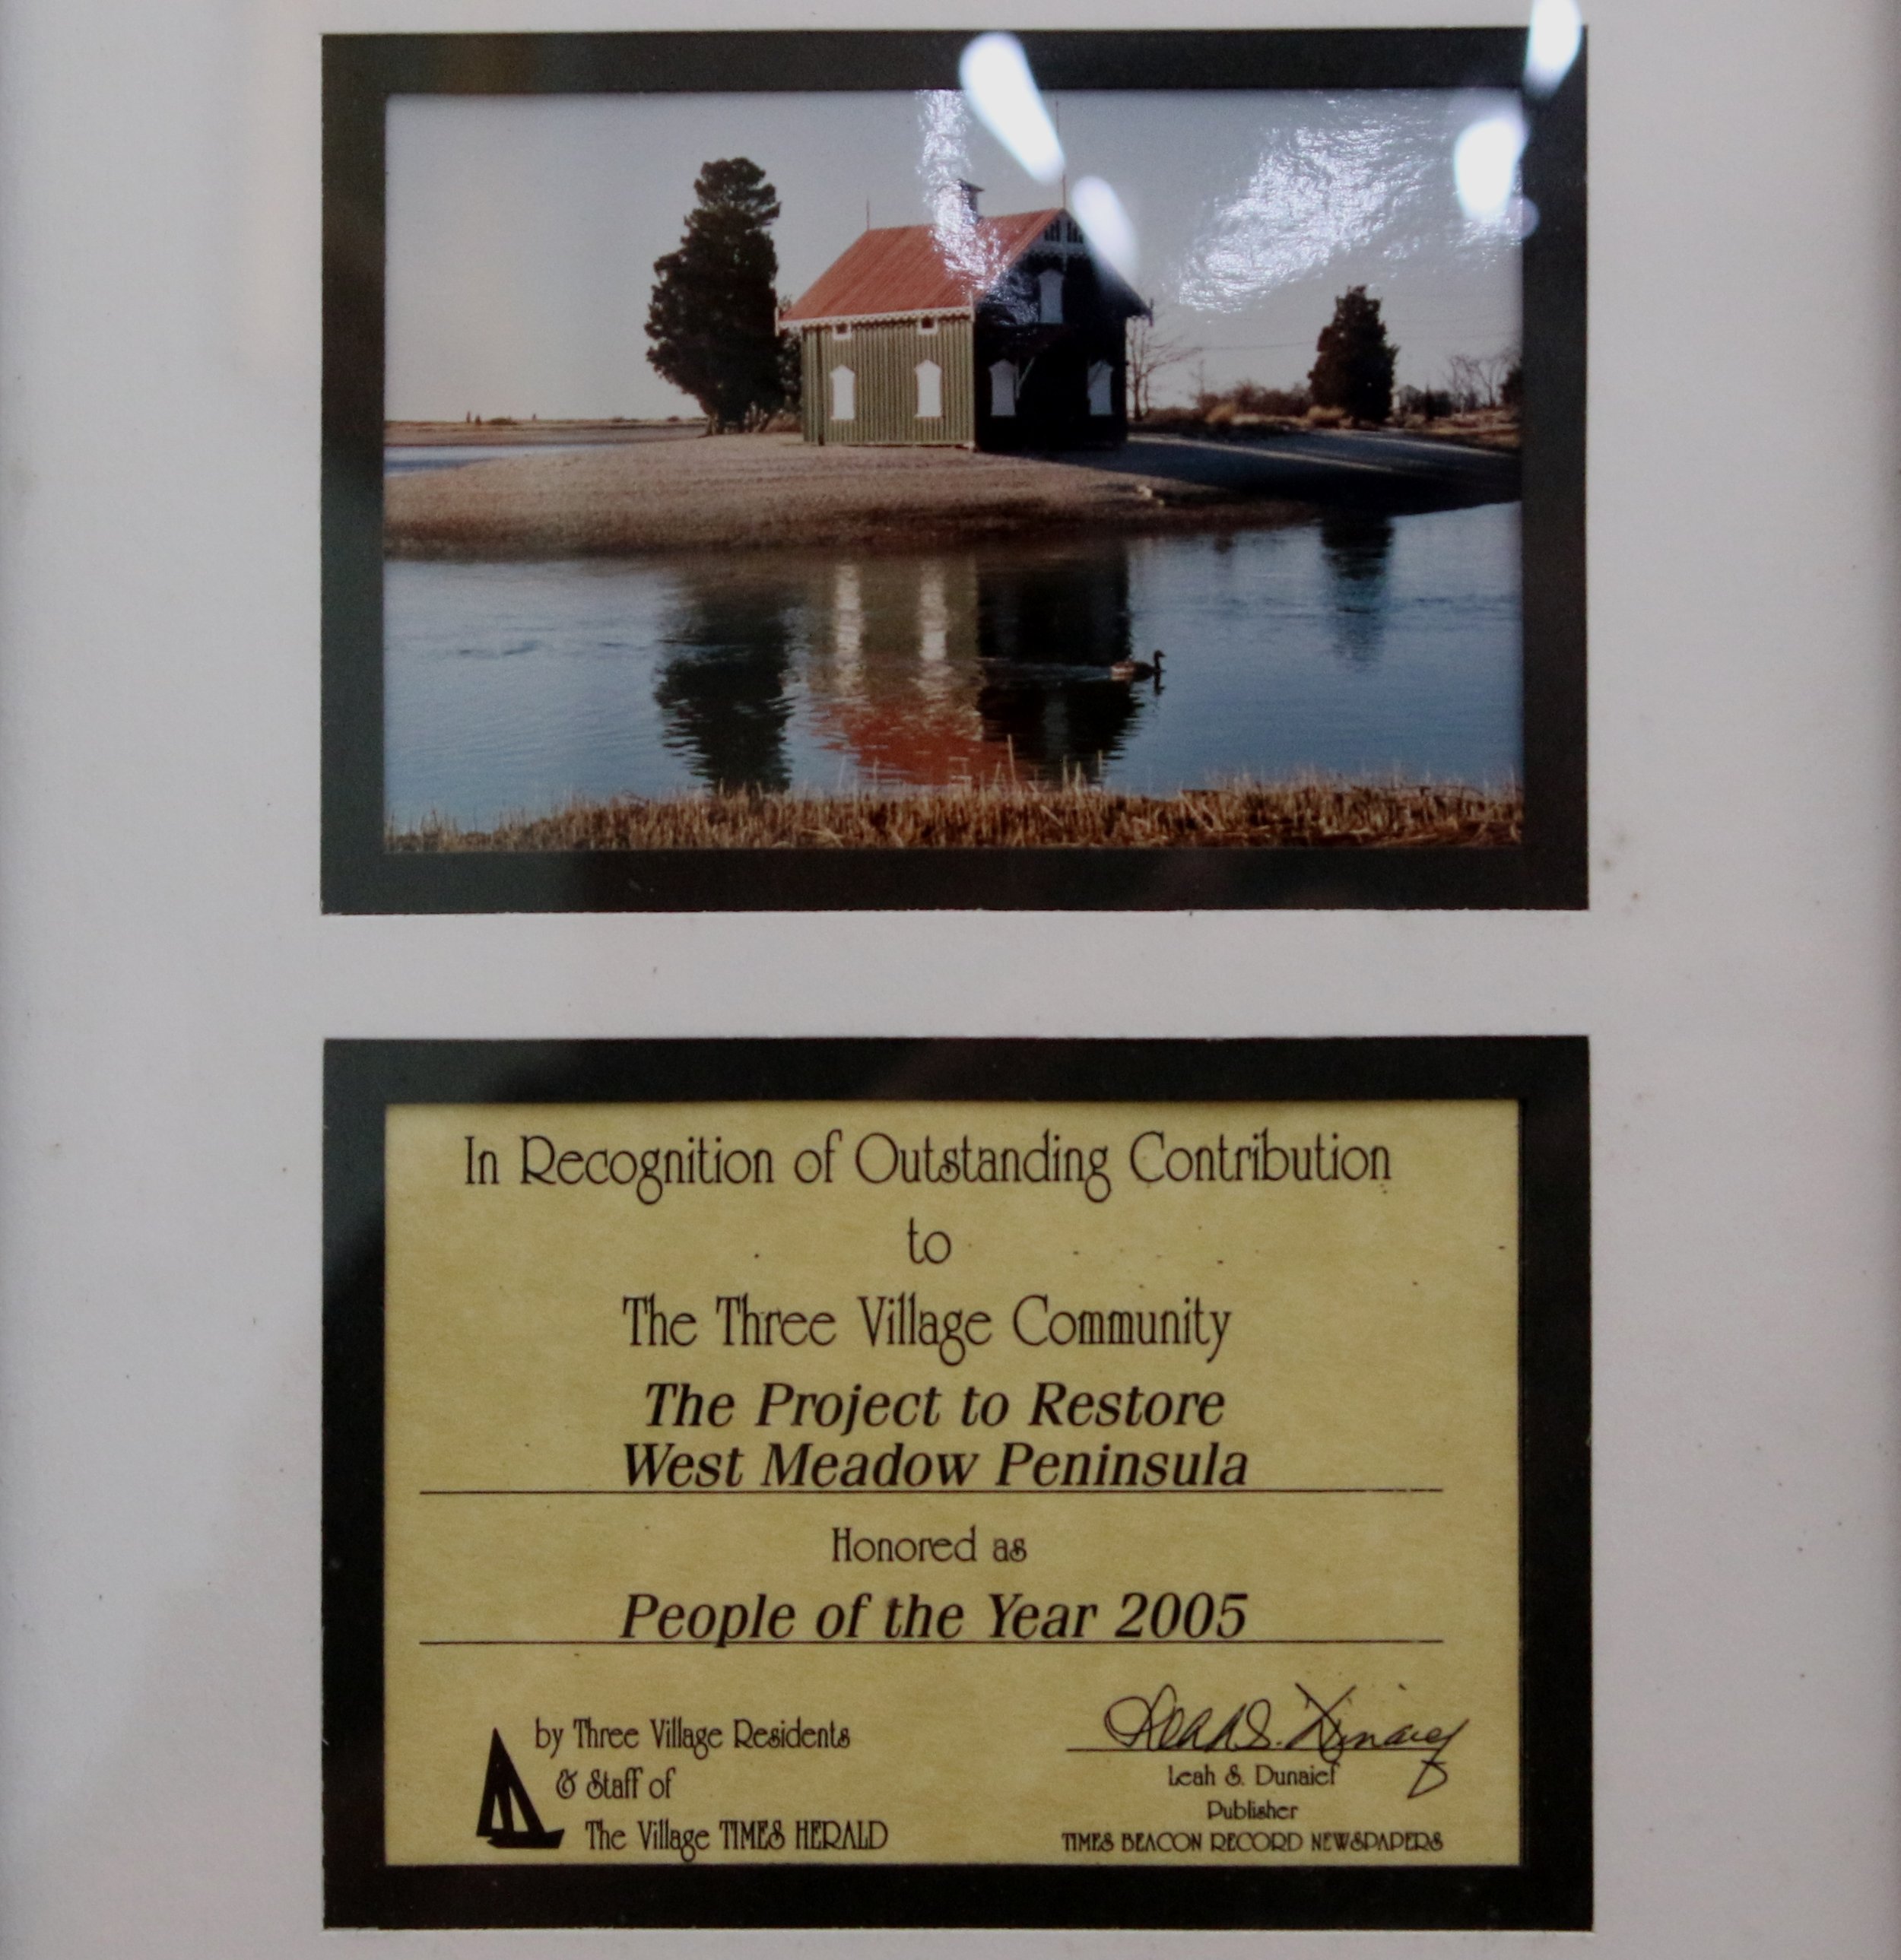 In Recognition of Outstanding Contribution
to
The Three Village Community
The Project to Restore
West Meadow Peninsula
Honored as
People of the Year 2005
by Three Village Residents
& Staff of
The Village TIMES HERALD
Leah S. Dunaief
Leah S. Dunaief
Publisher
TIMES BEACON RECORD NEWSPAPERS